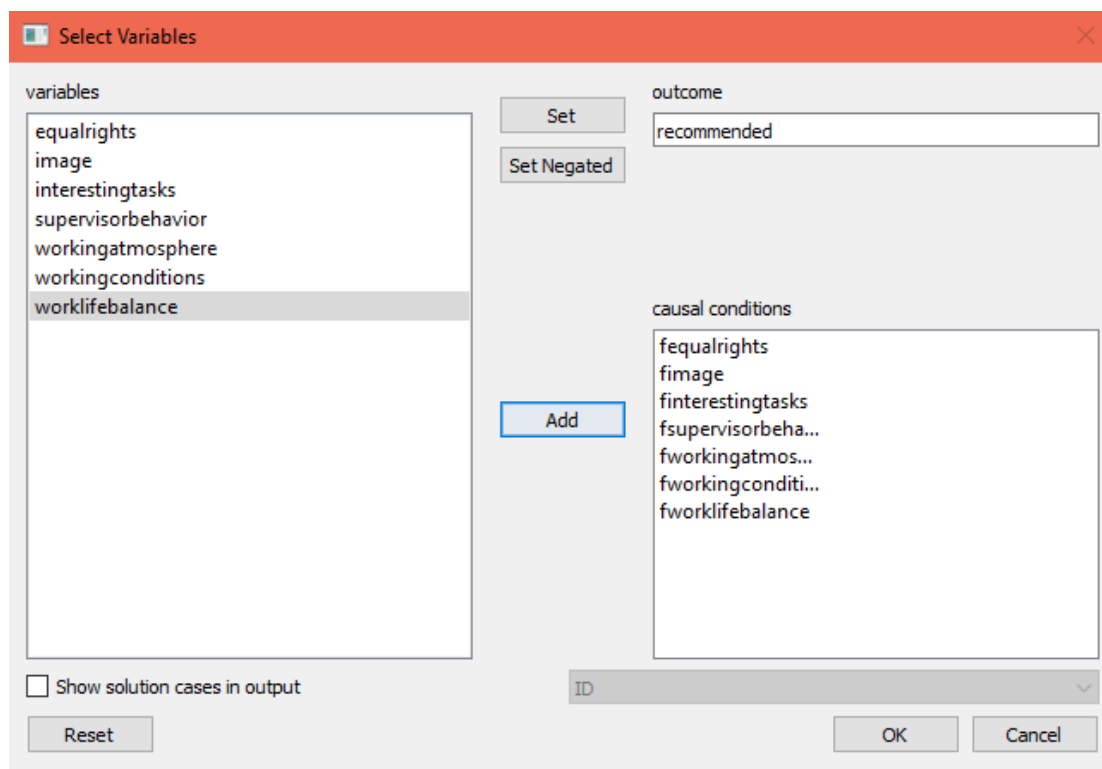 Select Variables
variables
equalrights
image
interestingtasks
supervisorbehavior
workingatmosphere
workingconditions
worklifebalance
Set
Set Negated
outcome
recommended
Add
causal conditions
fequalrights
fimage
finterestingtasks
fsupervisorbeha...
fworkingatmos...
fworkingconditi...
fworklifebalance
Show solution cases in output
ID
Reset
OK
Cancel